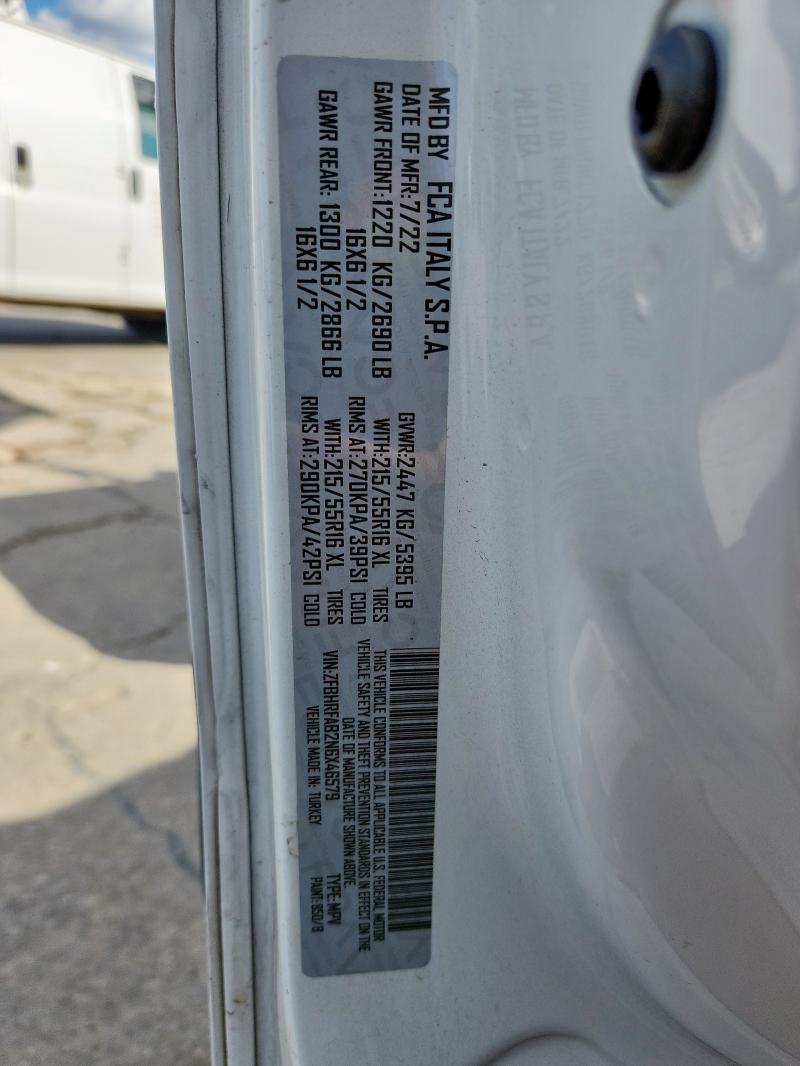 MFD BY FCA ITALY S.P.A.
DATE OF MFR: 7/22 GVWR: 2447 KG/5395 LB
GAWR FRONT: 1220 KG/2690 LB WITH: 215/55R16 XL TIRES
16X6 1/2 RIMS AT: 270KPA/39PSI COLD
GAWR REAR: 1300 KG/2866 LB WITH: 215/55R16 XL TIRES
16X6 1/2 RIMS AT: 290KPA/42PSI COLD
THIS VEHICLE CONFORMS TO ALL APPLICABLE U.S. FEDERAL MOTOR
VEHICLE SAFETY AND THEFT PREVENTION STANDARDS IN EFFECT ON THE
DATE OF MANUFACTURE SHOWN ABOVE.
VIN: ZFBHRFAB2N6X46579 TYPE: MPV
VEHICLE MADE IN: TURKEY PAINT: 850/B